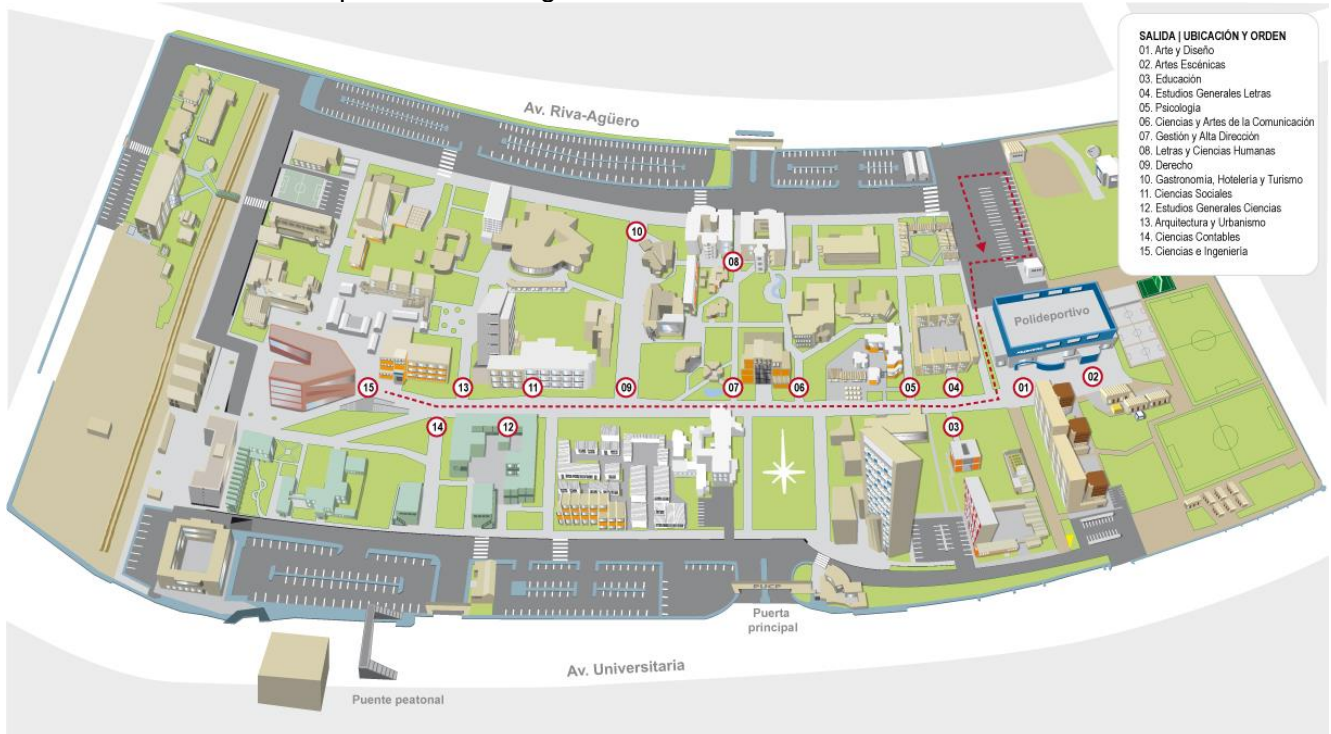 Av. Riva-Agüero
SALIDA | UBICACIÓN Y ORDEN
01. Arte y Diseño
02. Artes Escénicas
03. Educación
04. Estudios Generales Letras
05. Psicología
06. Ciencias y Artes de la Comunicación
07. Gestión y Alta Dirección
08. Letras y Ciencias Humanas
09. Derecho
10. Gastronomía, Hotelería y Turismo
11. Ciencias Sociales
12. Estudios Generales Ciencias
13. Arquitectura y Urbanismo
14. Ciencias Contables
15. Ciencias e Ingeniería
10
08
Polideportivo
15
13
11
09
07
06
05
04
01
02
14
12
03
PUCP
Puerta
principal
Av. Universitaria
Puente peatonal